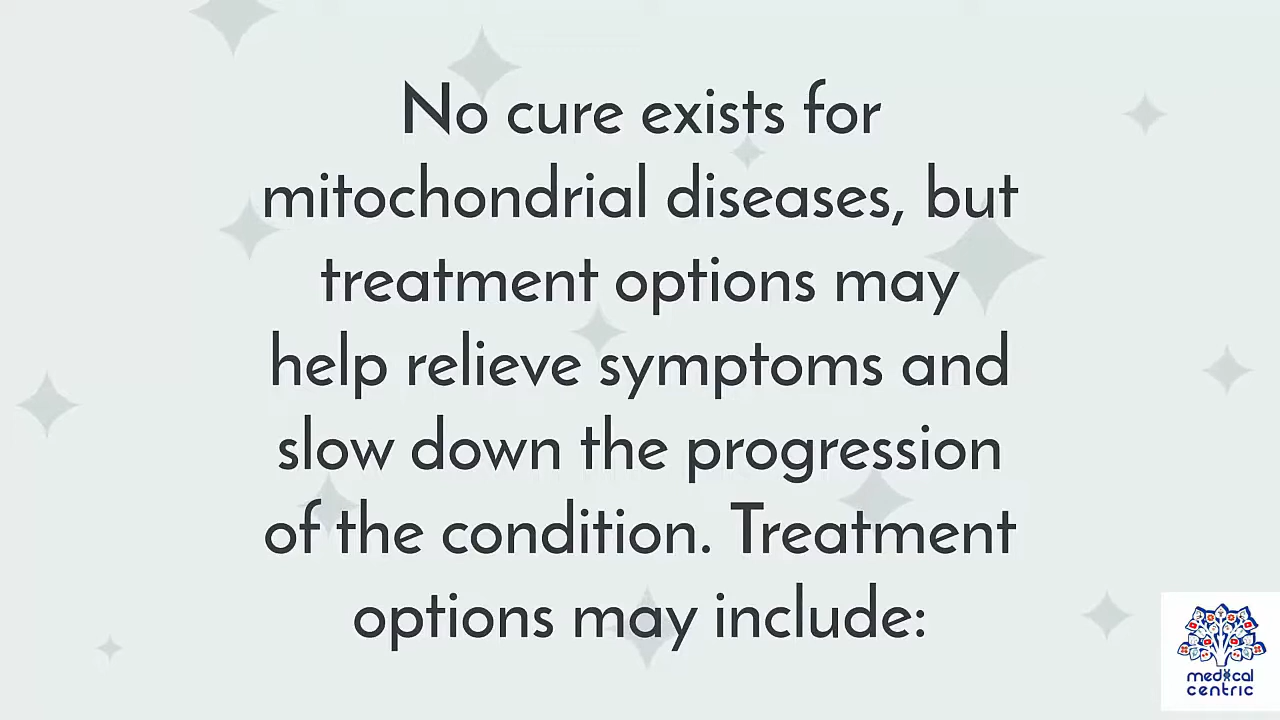 No cure exists for
mitochondrial diseases, but
treatment options may
help relieve symptoms and
slow down the progression
of the condition. Treatment
options may include:
medical
centric